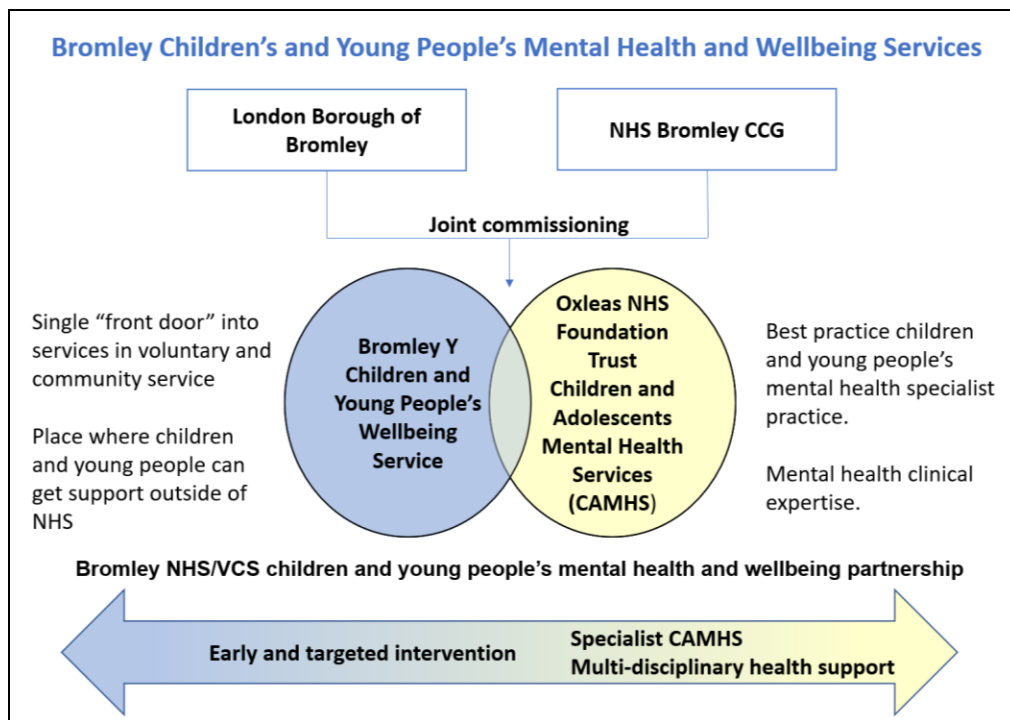 Bromley Children's and Young People's Mental Health and Wellbeing Services
London Borough of
Bromley
NHS Bromley CCG
Joint commissioning
Single “front door” into
services in voluntary and
community service
Place where children
and young people can
get support outside of
NHS
Bromley Y
Children and
Young People's
Wellbeing
Service
Oxleas NHS
Foundation
Trust
Children and
Adolescents
Mental Health
Services
(CAMHS)
Best practice children
and young people's
mental health specialist
practice.
Mental health clinical
expertise.
Bromley NHS/VCS children and young people's mental health and wellbeing partnership
Early and targeted intervention
Specialist CAMHS
Multi-disciplinary health support